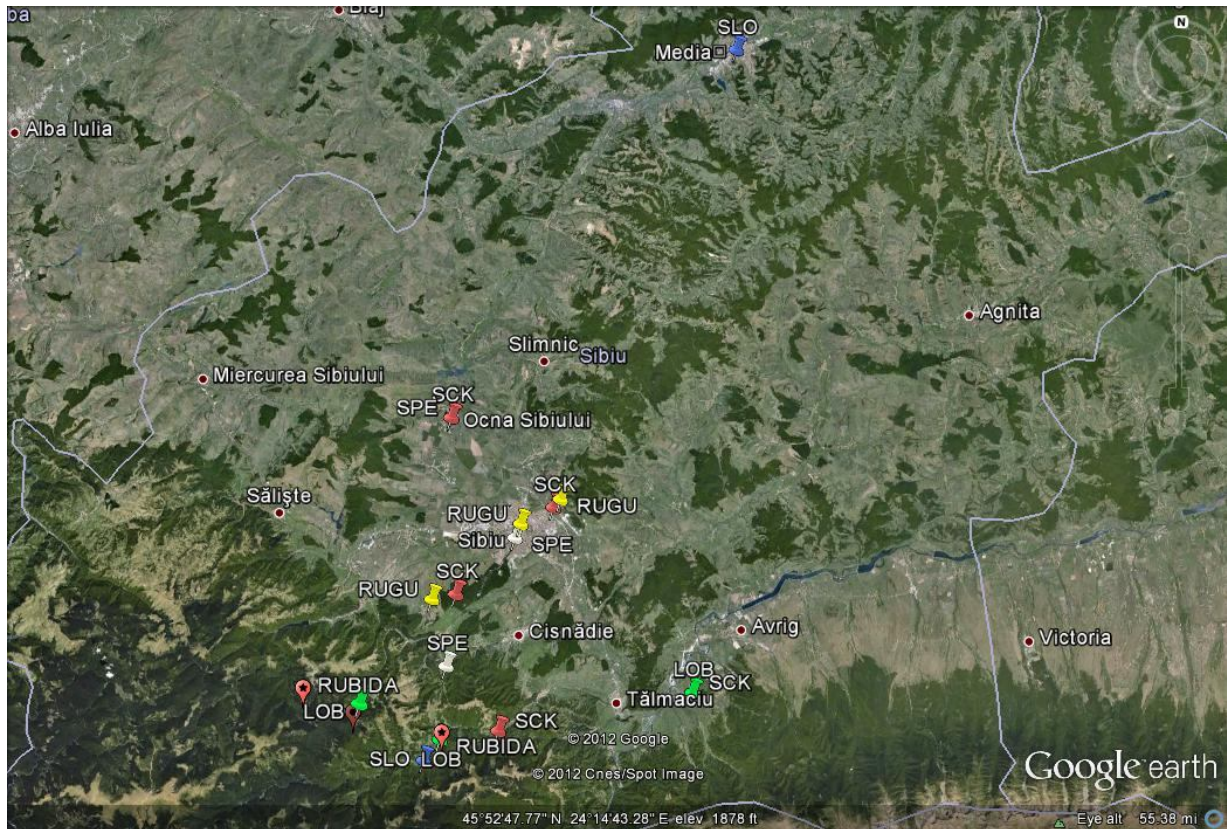 ba
Blaj
N
SLO
Media
Alba Iulia
Agnita
Slimnic
Sibiu
Miercurea Sibiului
SCK
SPE
Ocna Sibiului
Sălişte
SCK
RUGU
RUGU
Sibiu
SPE
SCK
RUGU
Cisnădie
Avrig
Victoria
SPE
LOB
SCK
RUBIDA
LOB
Tălmaciu
SCK
RUBIDA
SLO
LOB
© 2012 Google
© 2012 Cnes/Spot Image
Google earth
45°52'47.77" N 24°14'43.28" E elev 1878 ft
Eye alt 55.38 mi